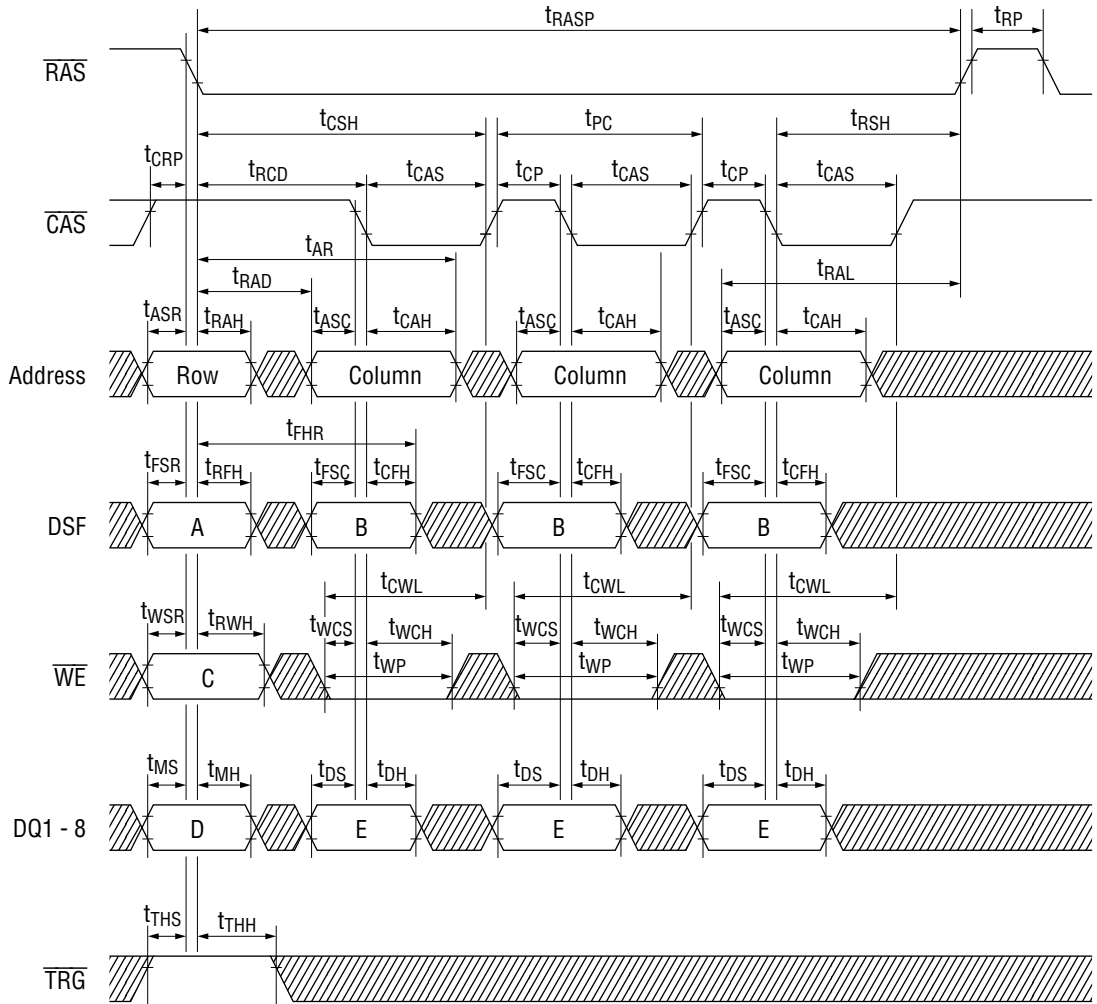 tRASP tRP
RAS
tCSH tPC tRSH
tCRP tRCD tCAS tCP tCAS tCP tCAS
CAS
tAR tRAL
tRAD
tASR tRAH tASC tCAH tASC tCAH tASC tCAH
Address Row Column Column Column
tFHR
tFSR tRFH tFSC tCFH tFSC tCFH tFSC tCFH
DSF A B B B
tCWL tCWL tCWL
tWSR tRWH tWCS tWCH tWCS tWCH tWCS tWCH
tWP tWP tWP
WE C
tMS tMH tDS tDH tDS tDH tDS tDH
DQ1 - 8 D E E E
tTHS tTHH
TRG